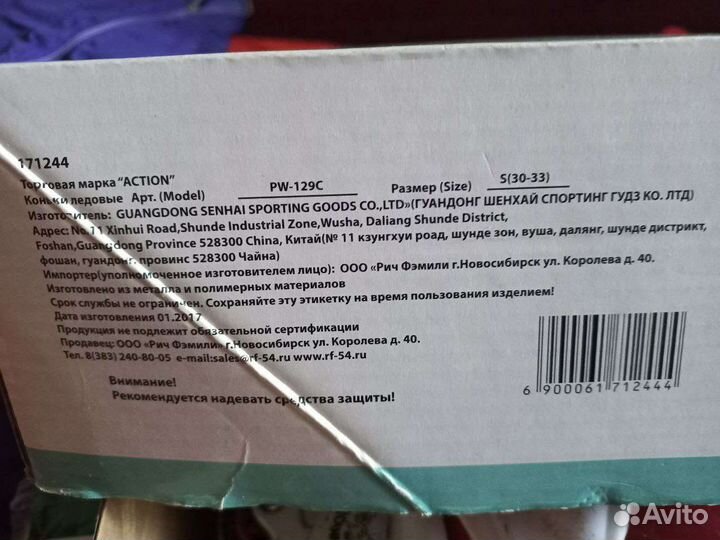 171244
Торговая марка "ACTION"
Коньки ледовые Арт. (Model) PW-129C Размер (Size) S(30-33)
Изготовитель: GUANGDONG SENHAI SPORTING GOODS CO.,LTD»(ГУАНДОНГ ШЕНХАЙ СПОРТИНГ ГУДЗ КО. ЛТД)
Адрес: No.11 Xinhui Road,Shunde Industrial Zone,Wusha, Daliang Shunde District,
Foshan,Guangdong Province 528300 China, Китай(№ 11 кзунгхуи роад, шунде зон, вуша, далянг, шунде дистрикт,
фошан, гуандонг, провинс 528300 Чайна)
Импортер(уполномоченное изготовителем лицо): ООО «Рич Фэмили г.Новосибирск ул. Королева д. 40.
Изготовлено из металла и полимерных материалов
Срок службы не ограничен. Сохраняйте эту этикетку на время пользования изделием!
Дата изготовления 01.2017
Продукция не подлежит обязательной сертификации
Продавец: ООО «Рич Фэмили» г.Новосибирск ул. Королева д. 40.
Тел. 8(383) 240-80-05 e-mail:sales@rf-54.ru www.rf-54.ru
Внимание!
Рекомендуется надевать средства защиты!
6 900061 712444
Avito